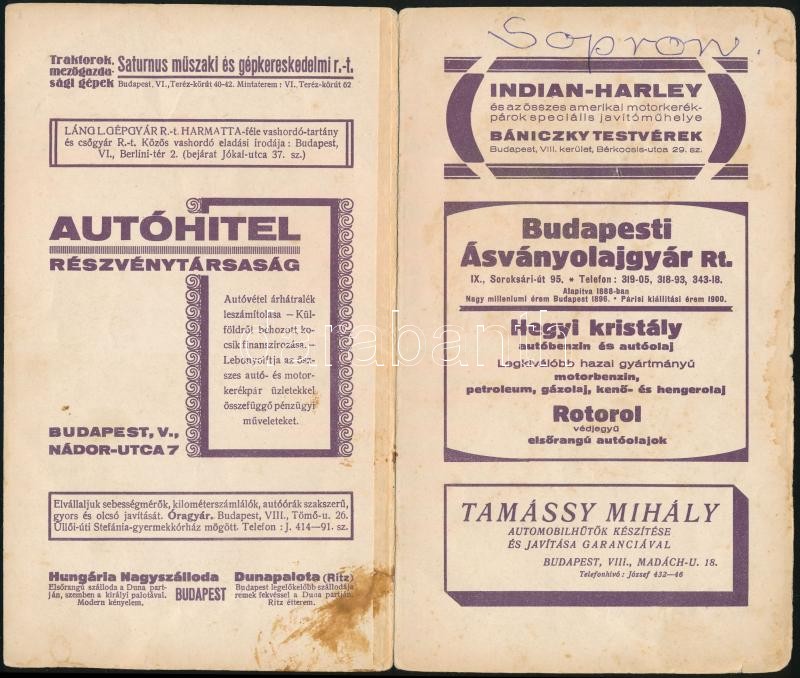 Traktorok,
mezőgazda-
sági gépek
Saturnus műszaki és gépkereskedelmi r.-t.
Budapest, VI., Teréz-körút 40-42. Mintaterem : VI., Teréz-körút 62
LÁNG L. GÉPGYÁR R.-t. HARMATTA-féle vashordó-tartány
és csőgyár R.-t. Közös vashordó eladási irodája : Budapest,
VI., Berlini-tér 2. (bejárat Jókai-utca 37. sz.)
AUTÓHITEL
RÉSZVÉNYTÁRSASÁG
Autóvétel árhátralék
leszámítolása — Kül-
földről behozott ko-
csik finanszirozása. —
Lebonyolítja az ösz-
szes autó- és motor-
kerékpár üzletekkel
összefüggő pénzügyi
műveleteket.
BUDAPEST, V.,
NÁDOR-UTCA 7
Elvállaljuk sebességmérők, kilométerszámlálók, autóórák szakszerű,
gyors és olcsó javítását. Óragyár. Budapest, VIII., Tömő-u. 26.
Üllői-úti Stefánia-gyermekkórház mögött. Telefon : J. 414—91. sz.
Hungária Nagyszálloda
Elsőrangú szálloda a Duna part-
ján, szemben a királyi palotával.
Modern kényelem.
BUDAPEST
Dunapalota (Ritz)
Budapest legelőkelőbb szállodája
remek fekvéssel a Duna partján.
Ritz étterem.
Sopron.
INDIAN-HARLEY
és az összes amerikai motorkerék-
párok speciális javítóműhelye
BÁNICZKY TESTVÉREK
Budapest, VIII. kerület, Bérkocsis-utca 29. sz.
Budapesti
Ásványolajgyár Rt.
IX., Soroksári-út 95. * Telefon : 319-05, 318-93, 343-18.
Alapítva 1888-ban
Nagy milleniumi érem Budapest 1896. * Párisi kiállítási érem 1900.
Hegyi kristály
autóbenzin és autóolaj
Legkiválóbb hazai gyártmányú
motorbenzin,
petroleum, gázolaj, kenő- és hengerolaj
Rotorol
védjegyű
elsőrangú autóolajok
TAMÁSSY MIHÁLY
AUTOMOBILHŰTŐK KÉSZÍTÉSE
ÉS JAVÍTÁSA GARANCIÁVAL
BUDAPEST, VIII., MADÁCH-U. 18.
Telefonhívó : József 432—46
darabanth